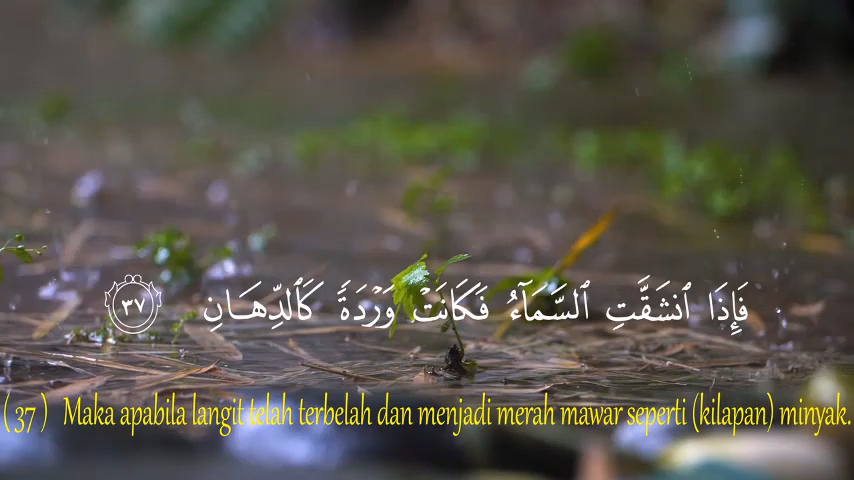 فَإِذَا ٱنشَقَّتِ ٱلسَّمَآءُ فَكَانَتْ وَرْدَةً كَٱلدِّهَانِ ٣٧
( 37 ) Maka apabila langit telah terbelah dan menjadi merah mawar seperti (kilapan) minyak.